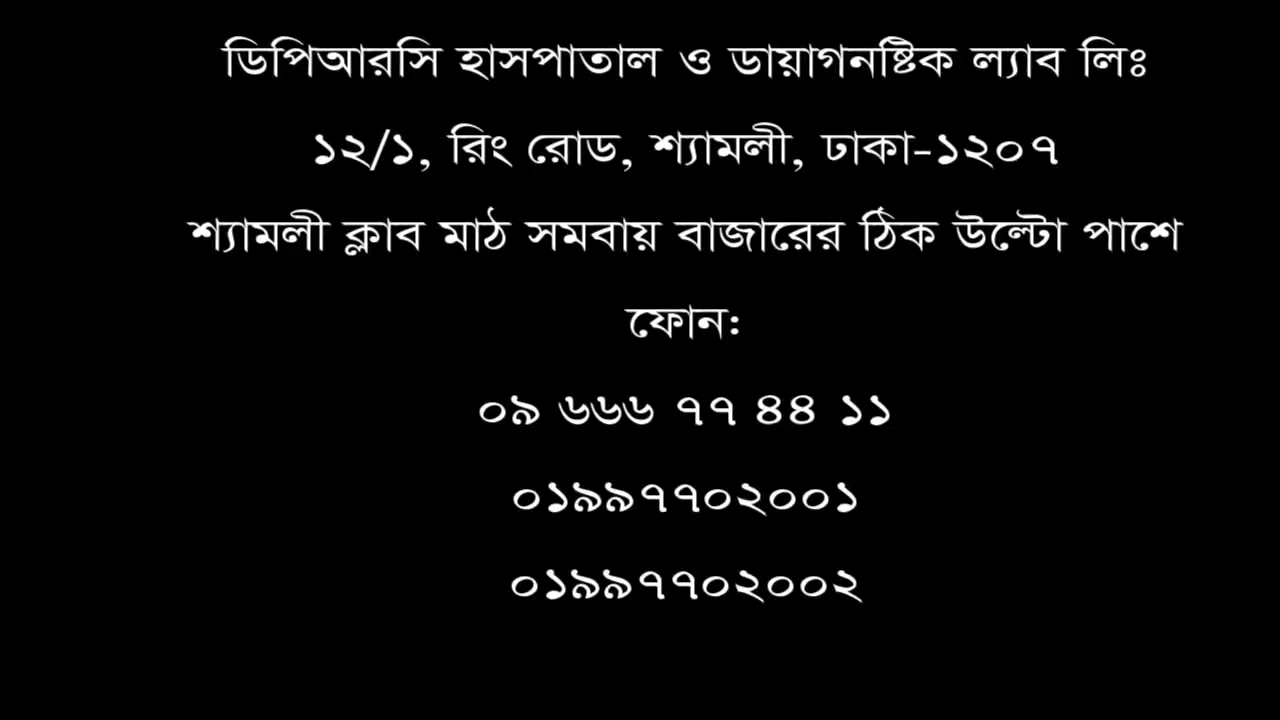 ডিপিআরসি হাসপাতাল ও ডায়াগনষ্টিক ল্যাব লিঃ
১২/১, রিং রোড, শ্যামলী, ঢাকা-১২০৭
শ্যামলী ক্লাব মাঠ সমবায় বাজারের ঠিক উল্টো পাশে
ফোন:
০৯ ৬৬৬ ৭৭ ৪৪ ১১
০১৯৯৭৭০২০০১
০১৯৯৭৭০২০০২